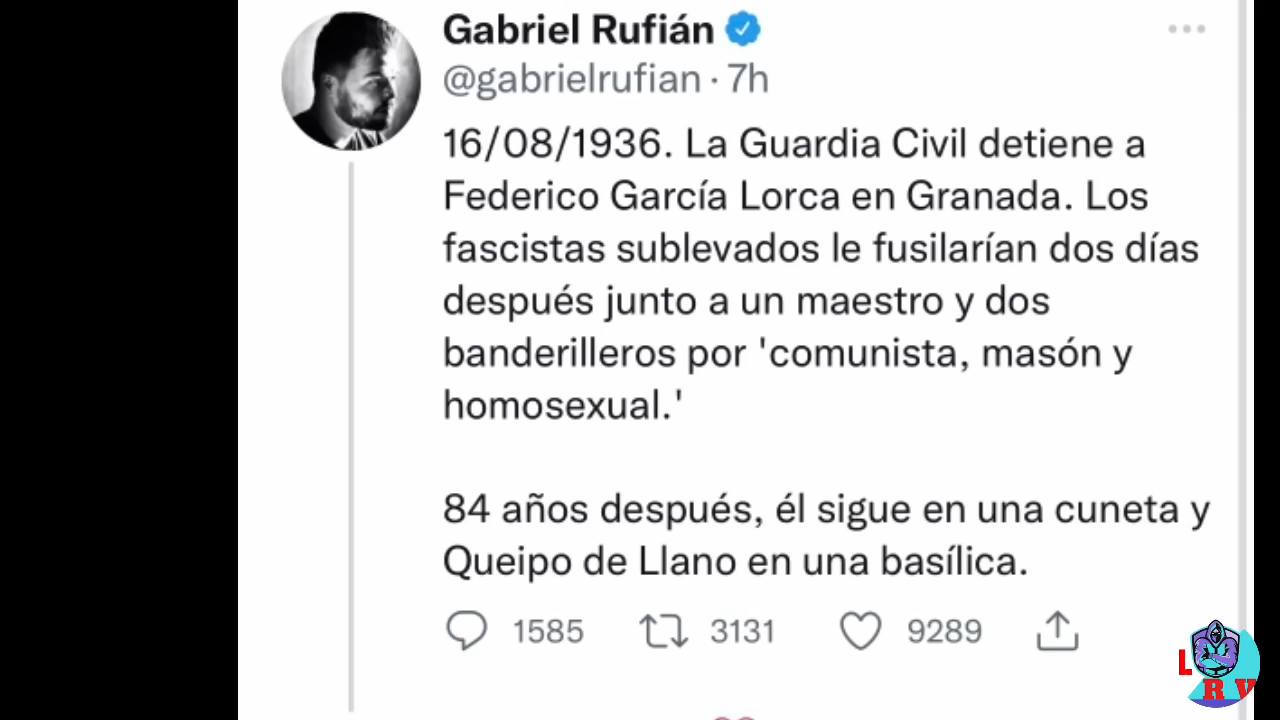 Gabriel Rufián
@gabrielrufian · 7h
16/08/1936. La Guardia Civil detiene a
Federico García Lorca en Granada. Los
fascistas sublevados le fusilarían dos días
después junto a un maestro y dos
banderilleros por 'comunista, masón y
homosexual.'
84 años después, él sigue en una cuneta y
Queipo de Llano en una basílica.
1585 3131 9289
L R V